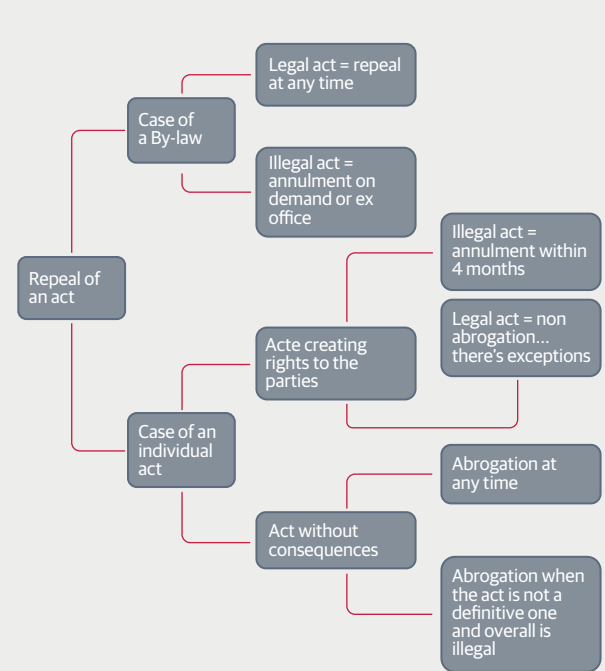 Legal act = repeal
at any time
Case of
a By-law
Illegal act =
annulment on
demand or ex
office
Illegal act =
annulment within
4 months
Repeal of
an act
Legal act = non
abrogation...
there's exceptions
Acte creating
rights to the
parties
Case of an
individual
act
Abrogation at
any time
Act without
consequences
Abrogation when
the act is not a
definitive one
and overall is
illegal